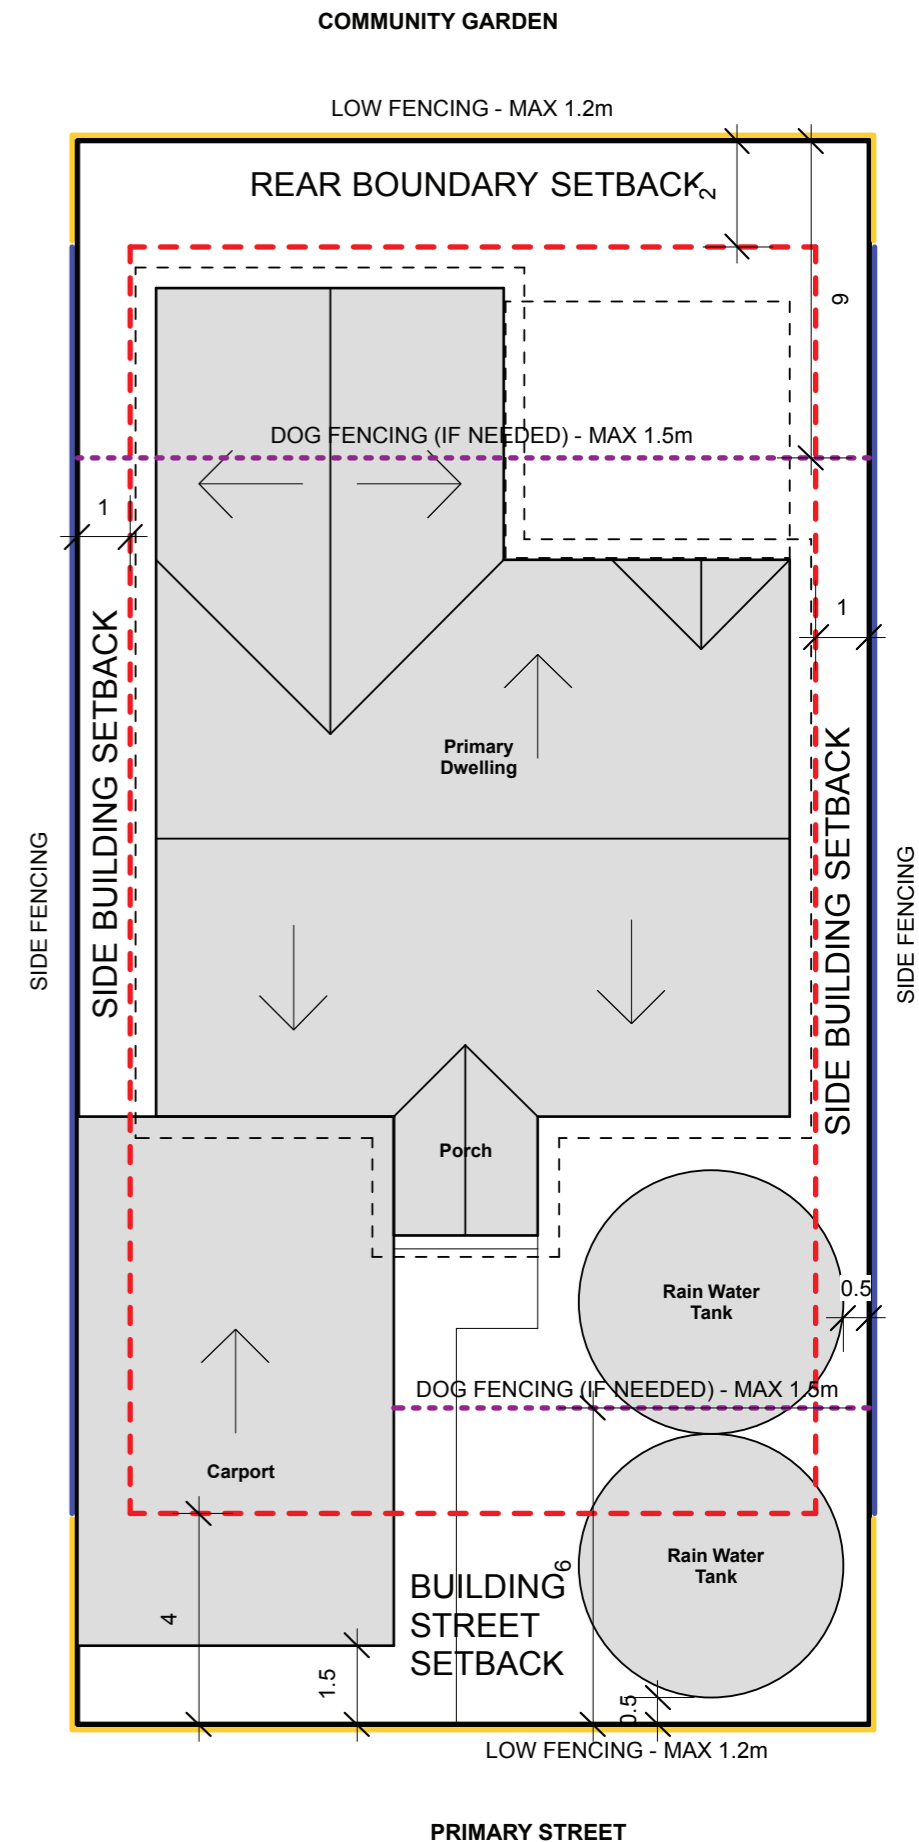 COMMUNITY GARDEN
LOW FENCING - MAX 1.2m
REAR BOUNDARY SETBACK
2
6
DOG FENCING (IF NEEDED) - MAX 1.5m
1
1
SIDE BUILDING SETBACK
Primary
Dwelling
SIDE BUILDING SETBACK
SIDE FENCING
SIDE FENCING
Porch
Rain Water
Tank
0.5
DOG FENCING (IF NEEDED) - MAX 1.5m
Carport
Rain Water
Tank
6
BUILDING
STREET
SETBACK
4
1.5
0.5
LOW FENCING - MAX 1.2m
PRIMARY STREET